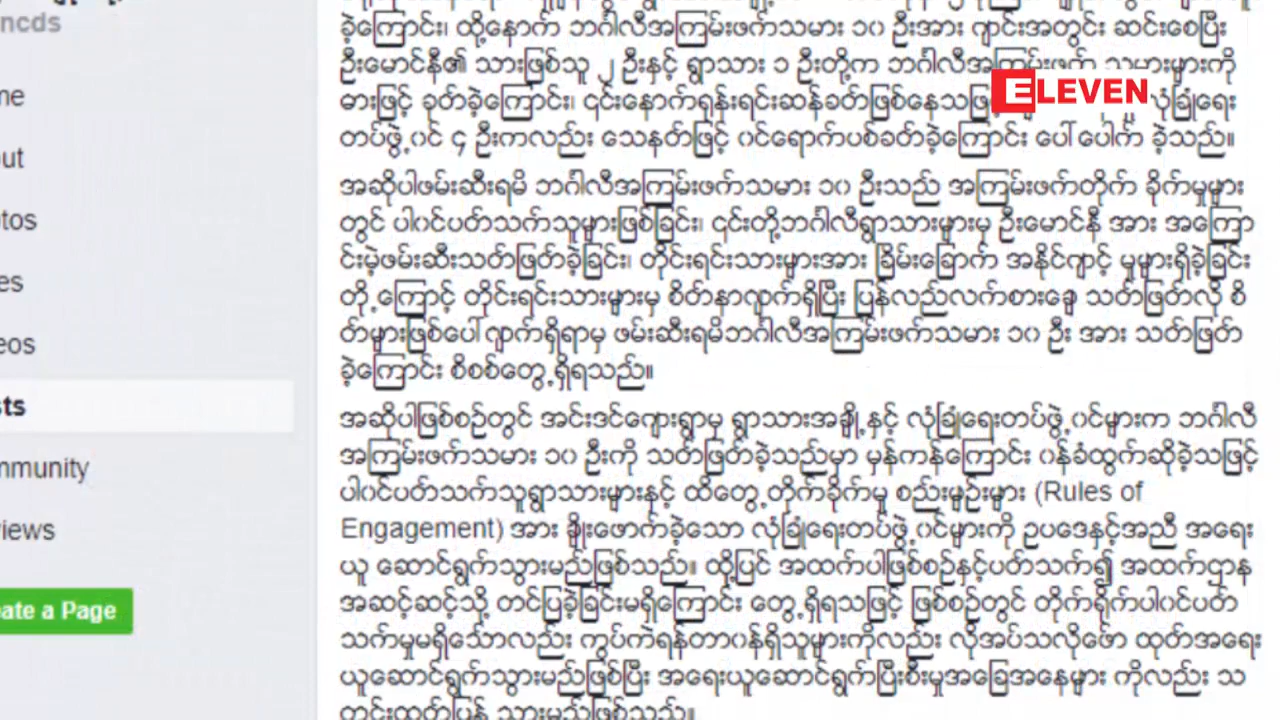 ncds
me
out
otos
es
eos
sts
mmunity
views
ate a Page
ELEVEN
ခဲ့ကြောင်း၊ ထို့နောက် ဘင်္ဂါလီအကြမ်းဖက်သမား ၁၀ ဦးအား ဂျင်းအတွင်း ဆင်းစေပြီး
ဦးမောင်နီ၏ သားဖြစ်သူ ၂ ဦးနှင့် ရွာသား ၁ ဦးတို့က ဘင်္ဂါလီအကြမ်းဖက် သမားများကို
ဓားဖြင့် ခုတ်ခဲ့ကြောင်း၊ ၎င်းနောက်ရုန်းရင်းဆန်ခတ်ဖြစ်နေသဖြင့် လုံခြုံရေး
တပ်ဖွဲ့ဝင် ၄ ဦးကလည်း သေနတ်ဖြင့် ဝင်ရောက်ပစ်ခတ်ခဲ့ကြောင်း ပေါ်ပေါက် ခဲ့သည်။
အဆိုပါဖမ်းဆီးရမိ ဘင်္ဂါလီအကြမ်းဖက်သမား ၁၀ ဦးသည် အကြမ်းဖက်တိုက် ခိုက်မှုများ
တွင် ပါဝင်ပတ်သက်သူများဖြစ်ခြင်း၊ ၎င်းတို့ဘင်္ဂါလီရွာသားများမှ ဦးမောင်နီ အား အကြော
င်းမဲ့ဖမ်းဆီးသတ်ဖြတ်ခဲ့ခြင်း၊ တိုင်းရင်းသားများအား ခြိမ်းခြောက် အနိုင်ကျင့် မှုများရှိခဲ့ခြင်း
တို့ ကြောင့် တိုင်းရင်းသားများမှ စိတ်နာလျက်ရှိပြီး ပြန်လည်လက်စားချေ သတ်ဖြတ်လို စိ
တ်များဖြစ်ပေါ်လျက်ရှိရာမှ ဖမ်းဆီးရမိဘင်္ဂါလီအကြမ်းဖက်သမား ၁၀ ဦး အား သတ်ဖြတ်
ခဲ့ကြောင်း စိစစ်တွေ့ရှိရသည်။
အဆိုပါဖြစ်စဉ်တွင် အင်းဒင်ကျေးရွာမှ ရွာသားအချို့နှင့် လုံခြုံရေးတပ်ဖွဲ့ဝင်များက ဘင်္ဂါလီ
အကြမ်းဖက်သမား ၁၀ ဦးကို သတ်ဖြတ်ခဲ့သည်မှာ မှန်ကန်ကြောင်း ဝန်ခံထွက်ဆိုခဲ့သဖြင့်
ပါဝင်ပတ်သက်သူရွာသားများနှင့် ထိတွေ့တိုက်ခိုက်မှု စည်းမျဉ်းများ (Rules of
Engagement) အား ချိုးဖောက်ခဲ့သော လုံခြုံရေးတပ်ဖွဲ့ဝင်များကို ဥပဒေနှင့်အညီ အရေး
ယူ ဆောင်ရွက်သွားမည်ဖြစ်သည်။ ထို့ပြင် အထက်ပါဖြစ်စဉ်နှင့်ပတ်သက်၍ အထက်ဌာန
အဆင့်ဆင့်သို့ တင်ပြခဲ့ခြင်းမရှိကြောင်း တွေ့ရှိရသဖြင့် ဖြစ်စဉ်တွင် တိုက်ရိုက်ပါဝင်ပတ်
သက်မှုမရှိသော်လည်း ကွပ်ကဲရန်တာဝန်ရှိသူများကိုလည်း လိုအပ်သလိုဖော် ထုတ်အရေး
ယူဆောင်ရွက်သွားမည်ဖြစ်ပြီး အရေးယူဆောင်ရွက်ပြီးစီးမှုအခြေအနေများ ကိုလည်း သ
တင်းထုတ်ပြန် သွားမည်ဖြစ်သည်။